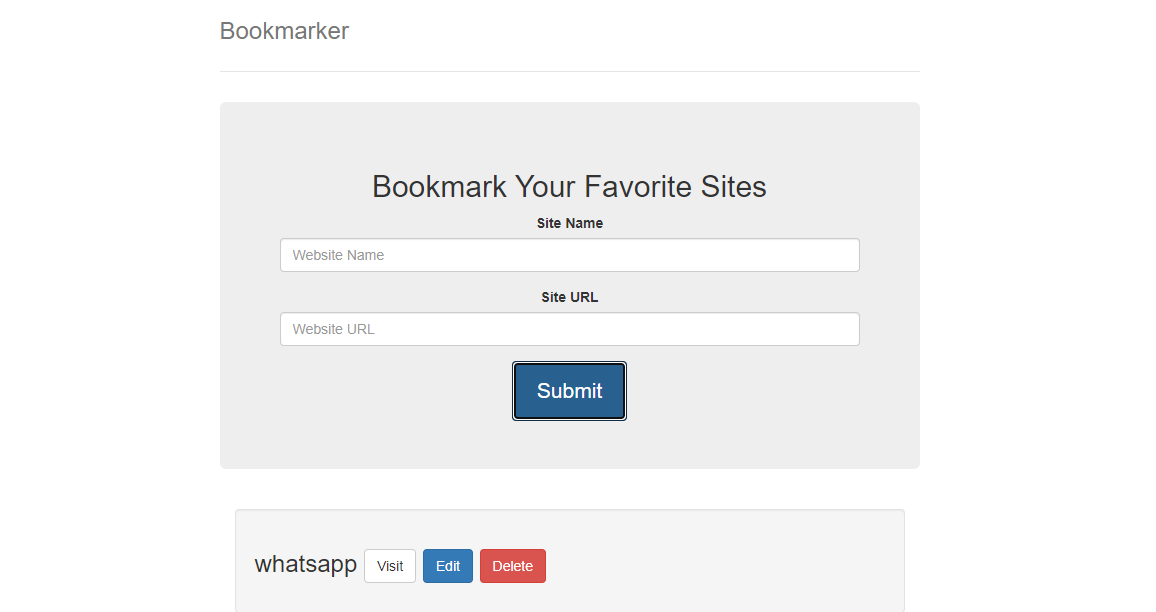 Bookmarker
Bookmark Your Favorite Sites
Site Name
Website Name
Site URL
Website URL
Submit
whatsapp Visit Edit Delete